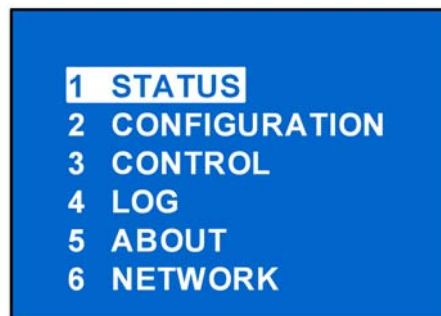 1 STATUS
2 CONFIGURATION
3 CONTROL
4 LOG
5 ABOUT
6 NETWORK